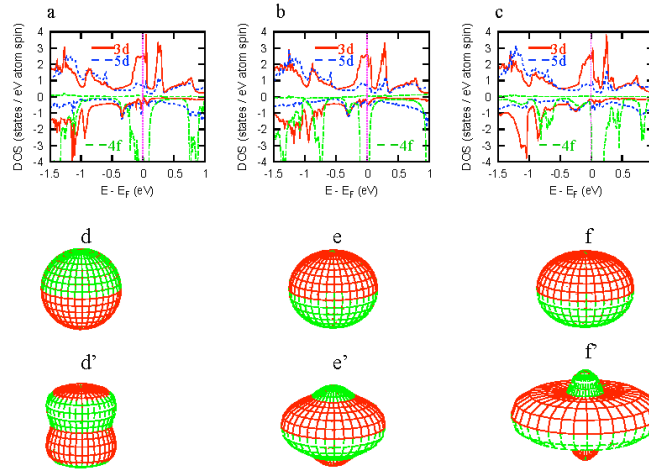 a b c
DOS (states / eV atom spin) DOS (states / eV atom spin) DOS (states / eV atom spin)
4 4 4
3d 3d 3d
3 3 3
5d 5d 5d
2 2 2
1 1 1
0 0 0
-1 -1 -1
-2 -2 -2
-3 4f -3 4f -3 4f
-4 -4 -4
-1.5 -1 -0.5 0 0.5 1 -1.5 -1 -0.5 0 0.5 1 -1.5 -1 -0.5 0 0.5
E - E_F (eV) E - E_F (eV) E - E_F (eV)
d e f
d' e' f'